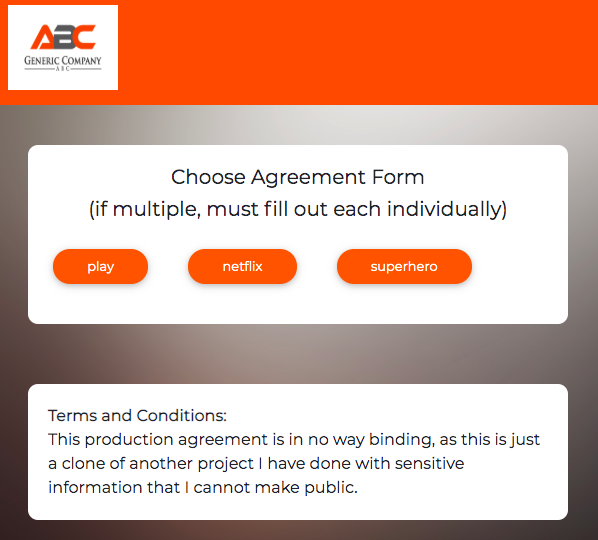 ABC
GENERIC COMPANY
ABC
Choose Agreement Form
(if multiple, must fill out each individually)
play netflix superhero
Terms and Conditions:
This production agreement is in no way binding, as this is just
a clone of another project I have done with sensitive
information that I cannot make public.